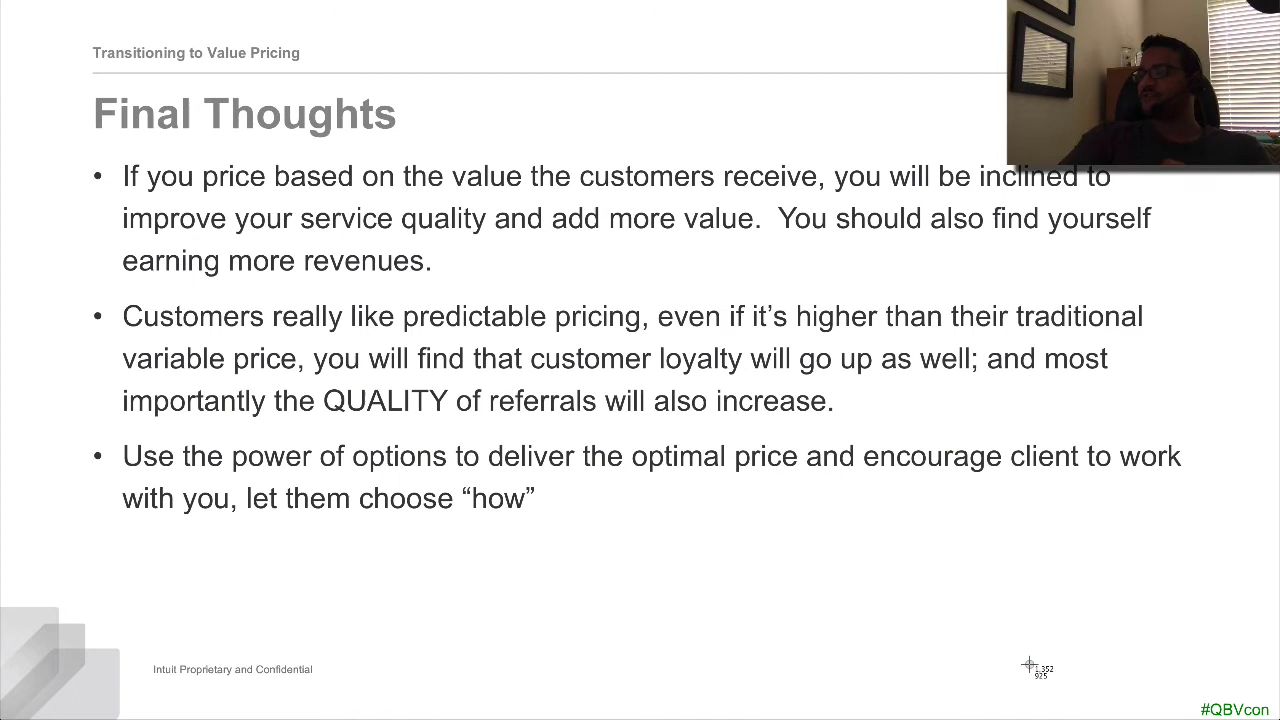 Transitioning to Value Pricing
Final Thoughts
• If you price based on the value the customers receive, you will be inclined to
improve your service quality and add more value.  You should also find yourself
earning more revenues.
• Customers really like predictable pricing, even if it’s higher than their traditional
variable price, you will find that customer loyalty will go up as well; and most
importantly the QUALITY of referrals will also increase.
• Use the power of options to deliver the optimal price and encourage client to work
with you, let them choose “how”
Intuit Proprietary and Confidential
1,352
925
#QBVcon